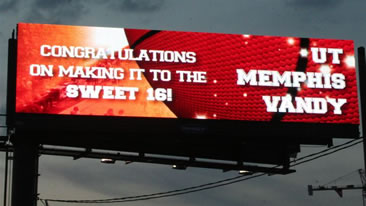 CONGRATULATIONS
ON MAKING IT TO THE
SWEET 16!
UT
MEMPHIS
VANDY